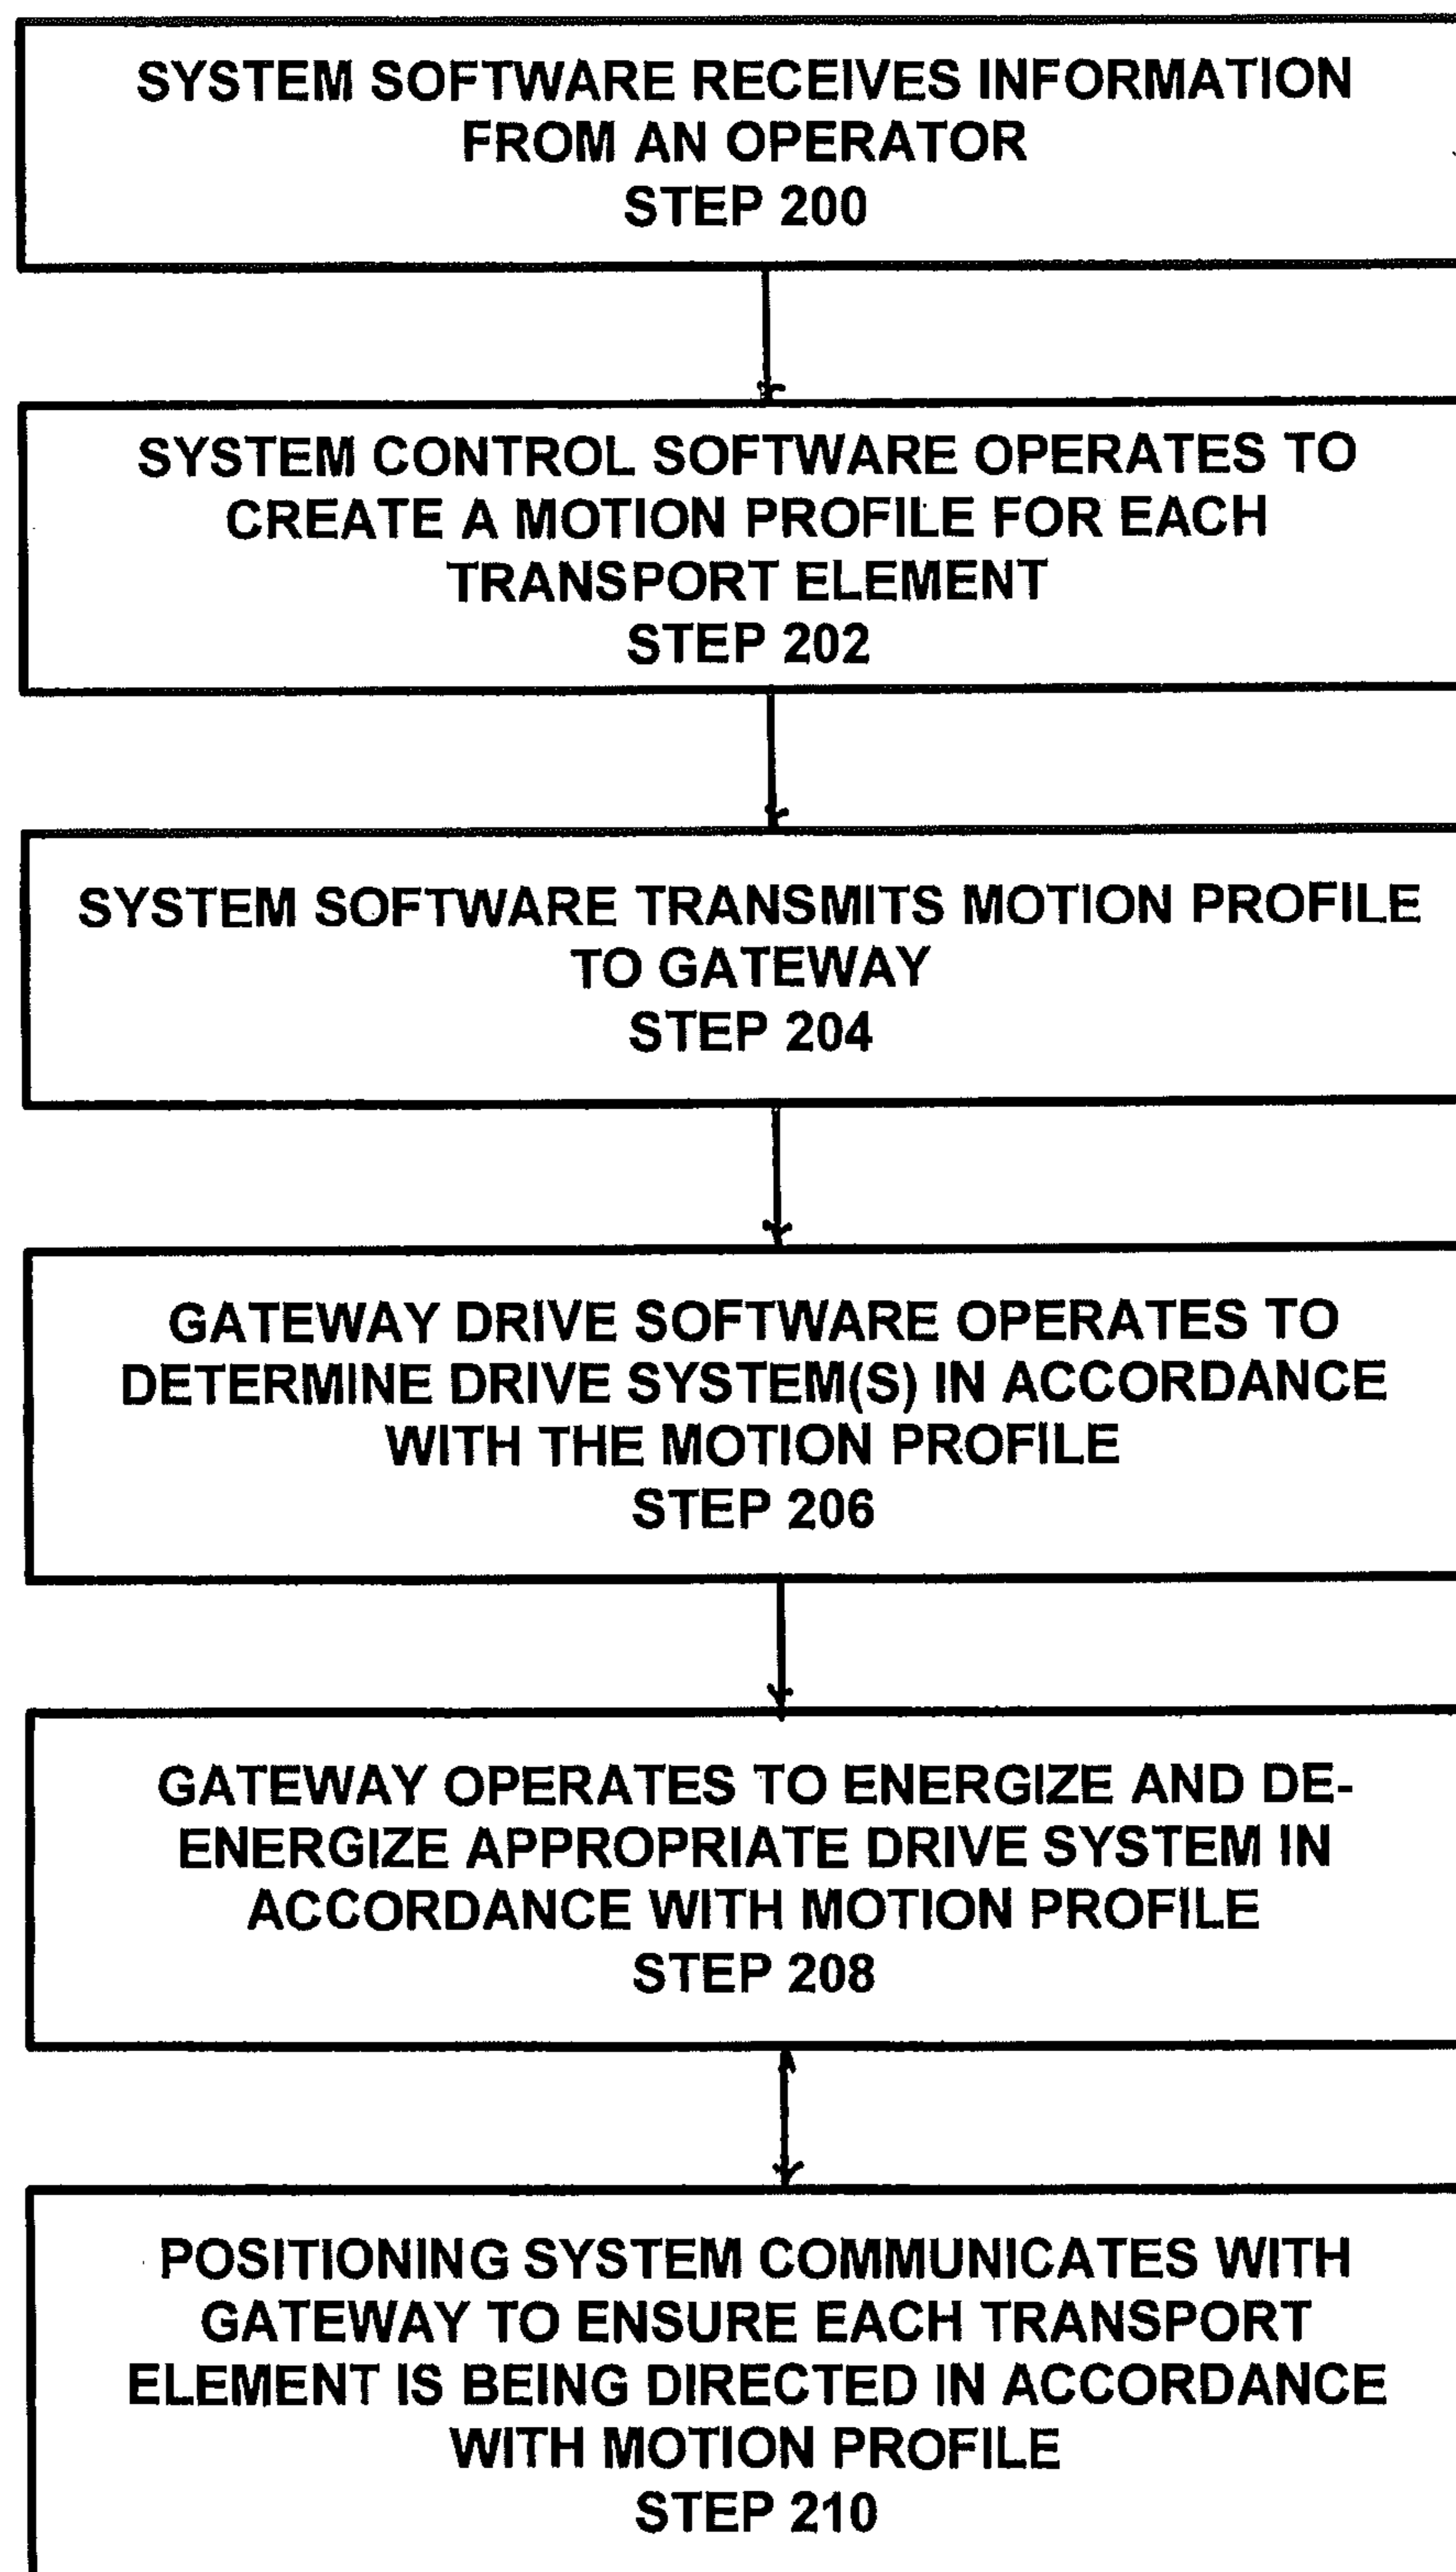 SYSTEM SOFTWARE RECEIVES INFORMATION
FROM AN OPERATOR
STEP 200
SYSTEM CONTROL SOFTWARE OPERATES TO
CREATE A MOTION PROFILE FOR EACH
TRANSPORT ELEMENT
STEP 202
SYSTEM SOFTWARE TRANSMITS MOTION PROFILE
TO GATEWAY
STEP 204
GATEWAY DRIVE SOFTWARE OPERATES TO
DETERMINE DRIVE SYSTEM(S) IN ACCORDANCE
WITH THE MOTION PROFILE
STEP 206
GATEWAY OPERATES TO ENERGIZE AND DE-
ENERGIZE APPROPRIATE DRIVE SYSTEM IN
ACCORDANCE WITH MOTION PROFILE
STEP 208
POSITIONING SYSTEM COMMUNICATES WITH
GATEWAY TO ENSURE EACH TRANSPORT
ELEMENT IS BEING DIRECTED IN ACCORDANCE
WITH MOTION PROFILE
STEP 210